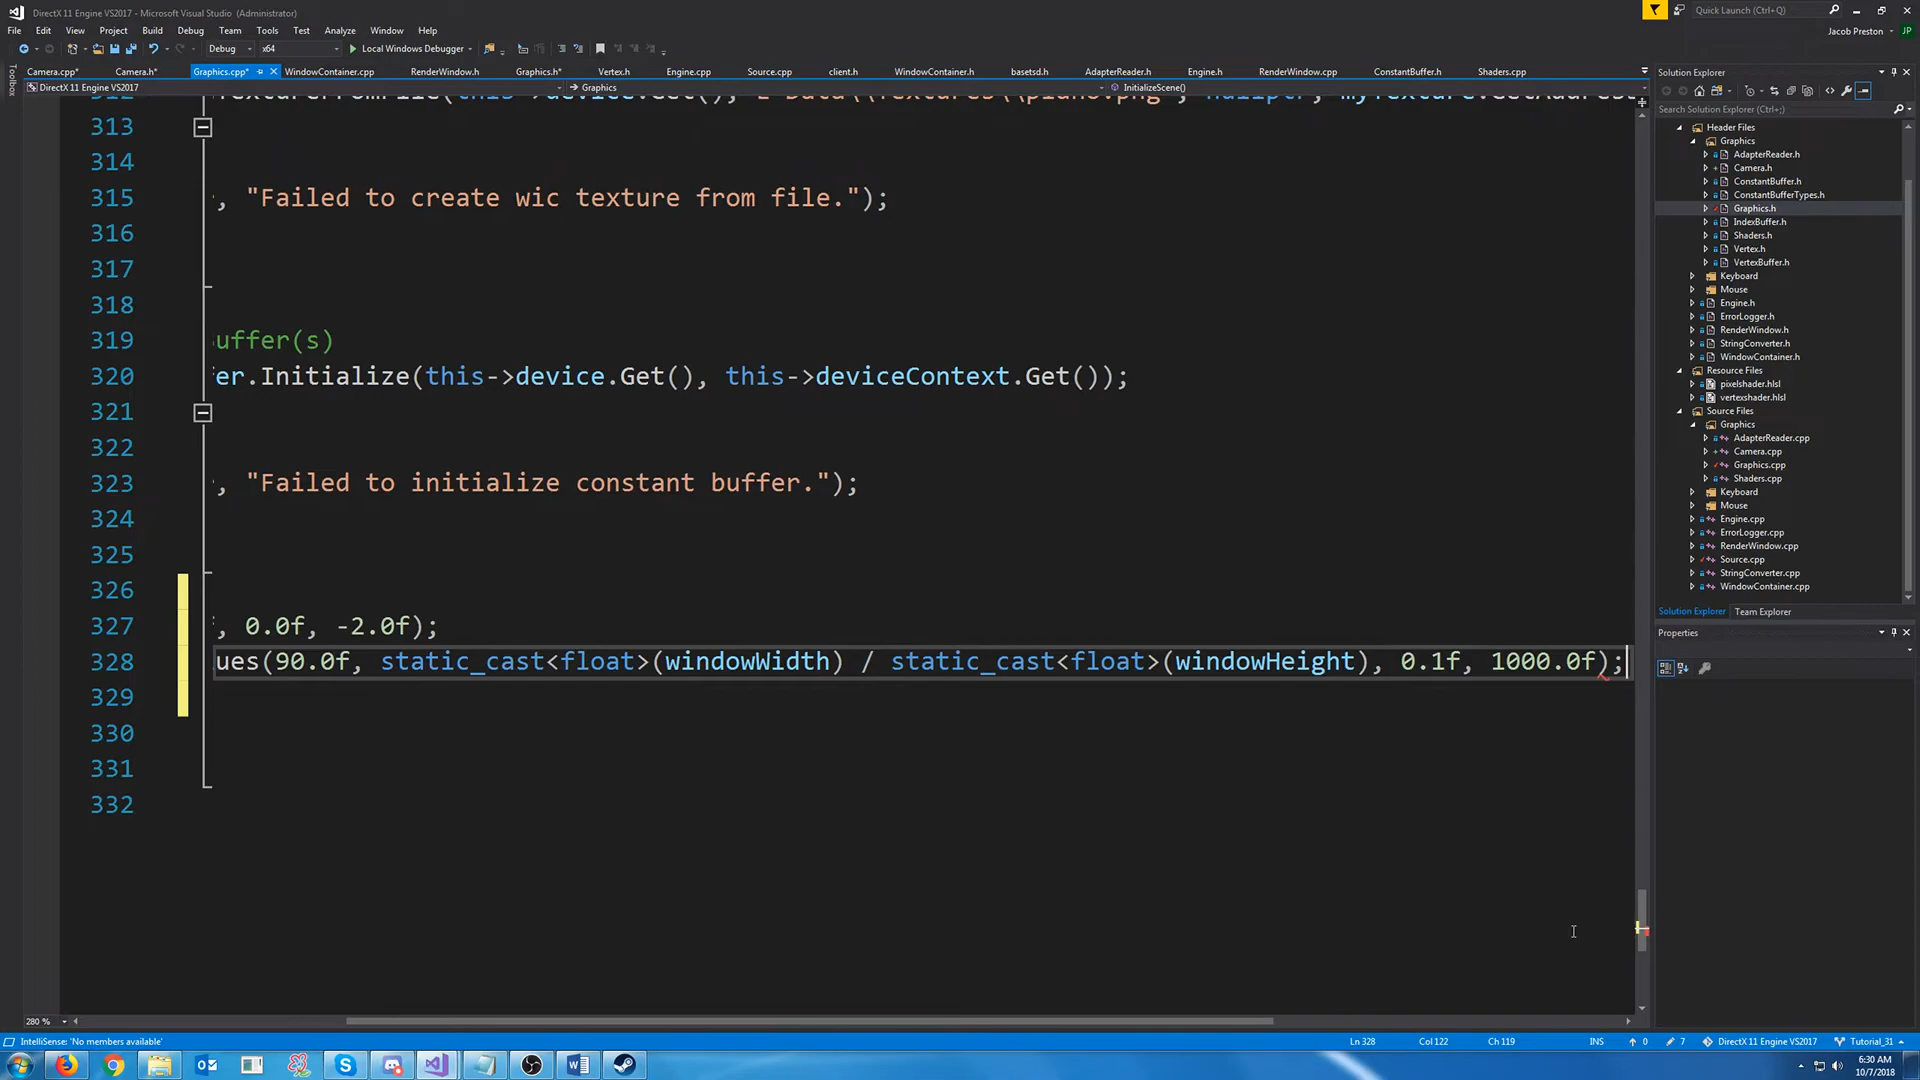 DirectX 11 Engine VS2017 - Microsoft Visual Studio (Administrator)
Quick Launch (Ctrl+Q)
File Edit View Project Build Debug Team Tools Test Analyze Window Help
Jacob Preston JP
Debug x64 Local Windows Debugger
Camera.cpp* Camera.h* Graphics.cpp* WindowContainer.cpp RenderWindow.h Graphics.h* Vertex.h Engine.cpp Source.cpp client.h WindowContainer.h basetsd.h AdapterReader.h Engine.h RenderWindow.cpp ConstantBuffer.h Shaders.cpp
DirectX 11 Engine VS2017 Graphics InitializeScene()
Toolbox
313
314
315 , "Failed to create wic texture from file.");
316
317
318
319 uffer(s)
320 er.Initialize(this->device.Get(), this->deviceContext.Get());
321
322
323 , "Failed to initialize constant buffer.");
324
325
326
327 , 0.0f, -2.0f);
328 ues(90.0f, static_cast<float>(windowWidth) / static_cast<float>(windowHeight), 0.1f, 1000.0f);
329
330
331
332
280 %
Solution Explorer
Search Solution Explorer (Ctrl+;)
Header Files
Graphics
AdapterReader.h
Camera.h
ConstantBuffer.h
ConstantBufferTypes.h
Graphics.h
IndexBuffer.h
Shaders.h
Vertex.h
VertexBuffer.h
Keyboard
Mouse
Engine.h
ErrorLogger.h
RenderWindow.h
StringConverter.h
WindowContainer.h
Resource Files
pixelshader.hlsl
vertexshader.hlsl
Source Files
Graphics
AdapterReader.cpp
Camera.cpp
Graphics.cpp
Shaders.cpp
Keyboard
Mouse
Engine.cpp
ErrorLogger.cpp
RenderWindow.cpp
Source.cpp
StringConverter.cpp
WindowContainer.cpp
Solution Explorer Team Explorer
Properties
IntelliSense: 'No members available' Ln 328 Col 122 Ch 119 INS 0 7 DirectX 11 Engine VS2017 Tutorial_31
6:30 AM
10/7/2018